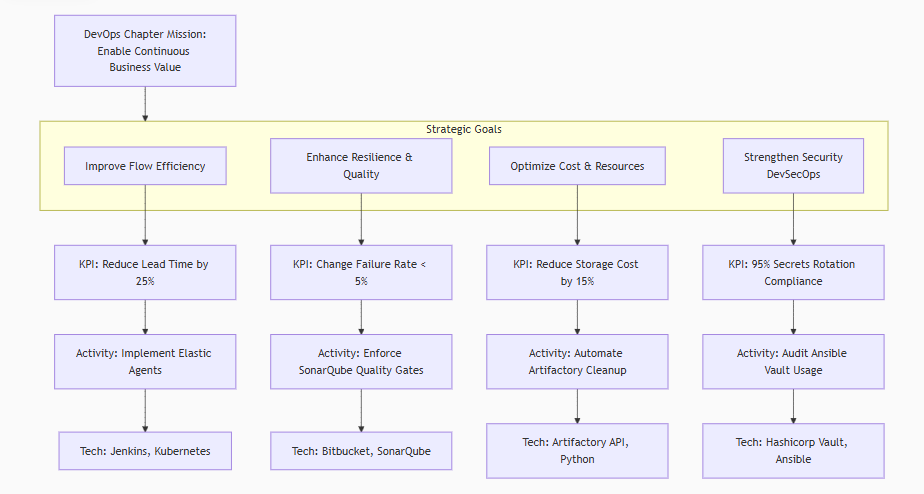 DevOps Chapter Mission:
Enable Continuous
Business Value
Strategic Goals
Improve Flow Efficiency
Enhance Resilience &
Quality
Optimize Cost & Resources
Strengthen Security
DevSecOps
KPI: Reduce Lead Time by
25%
KPI: Change Failure Rate <
5%
KPI: Reduce Storage Cost
by 15%
KPI: 95% Secrets Rotation
Compliance
Activity: Implement Elastic
Agents
Activity: Enforce
SonarQube Quality Gates
Activity: Automate
Artifactory Cleanup
Activity: Audit Ansible
Vault Usage
Tech: Jenkins, Kubernetes
Tech: Bitbucket, SonarQube
Tech: Artifactory API,
Python
Tech: Hashicorp Vault,
Ansible